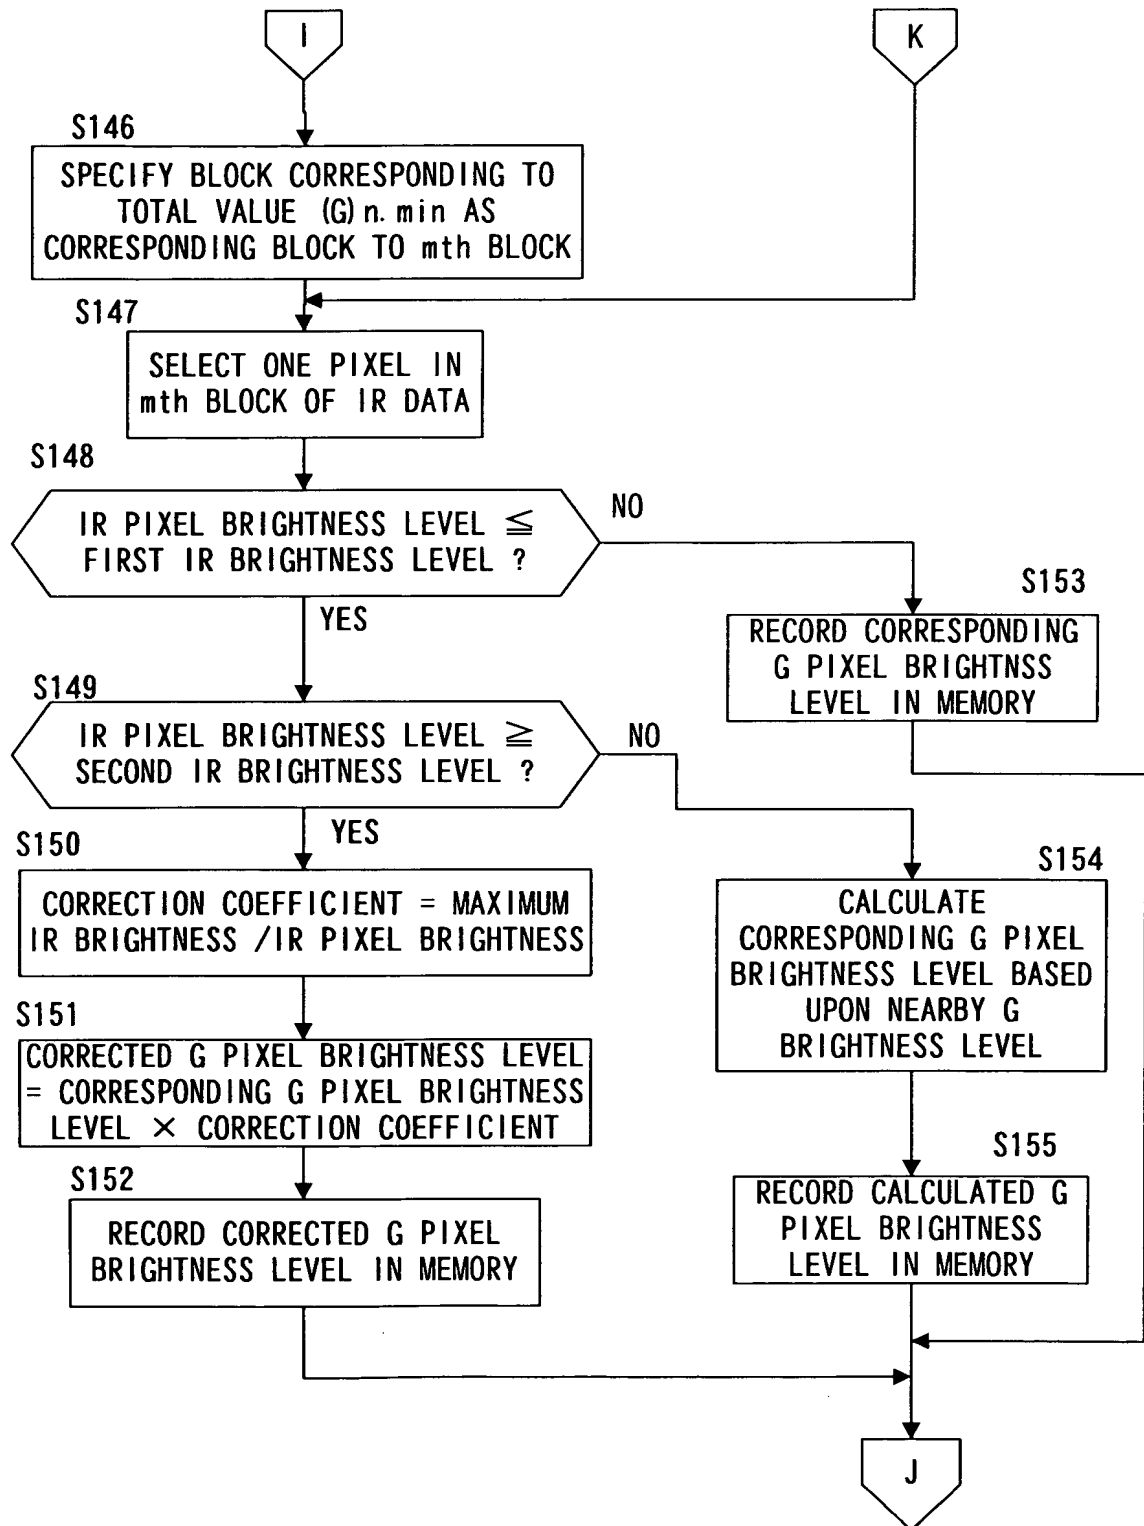 I
K
S146
SPECIFY BLOCK CORRESPONDING TO
TOTAL VALUE (G)n.min AS
CORRESPONDING BLOCK TO mth BLOCK
S147
SELECT ONE PIXEL IN
mth BLOCK OF IR DATA
S148
IR PIXEL BRIGHTNESS LEVEL ≦
FIRST IR BRIGHTNESS LEVEL ?
NO
YES
S153
RECORD CORRESPONDING
G PIXEL BRIGHTNSS
LEVEL IN MEMORY
S149
IR PIXEL BRIGHTNESS LEVEL ≧
SECOND IR BRIGHTNESS LEVEL ?
NO
YES
S150
CORRECTION COEFFICIENT = MAXIMUM
IR BRIGHTNESS /IR PIXEL BRIGHTNESS
S154
CALCULATE
CORRESPONDING G PIXEL
BRIGHTNESS LEVEL BASED
UPON NEARBY G
BRIGHTNESS LEVEL
S151
CORRECTED G PIXEL BRIGHTNESS LEVEL
= CORRESPONDING G PIXEL BRIGHTNESS
LEVEL × CORRECTION COEFFICIENT
S152
RECORD CORRECTED G PIXEL
BRIGHTNESS LEVEL IN MEMORY
S155
RECORD CALCULATED G
PIXEL BRIGHTNESS
LEVEL IN MEMORY
J